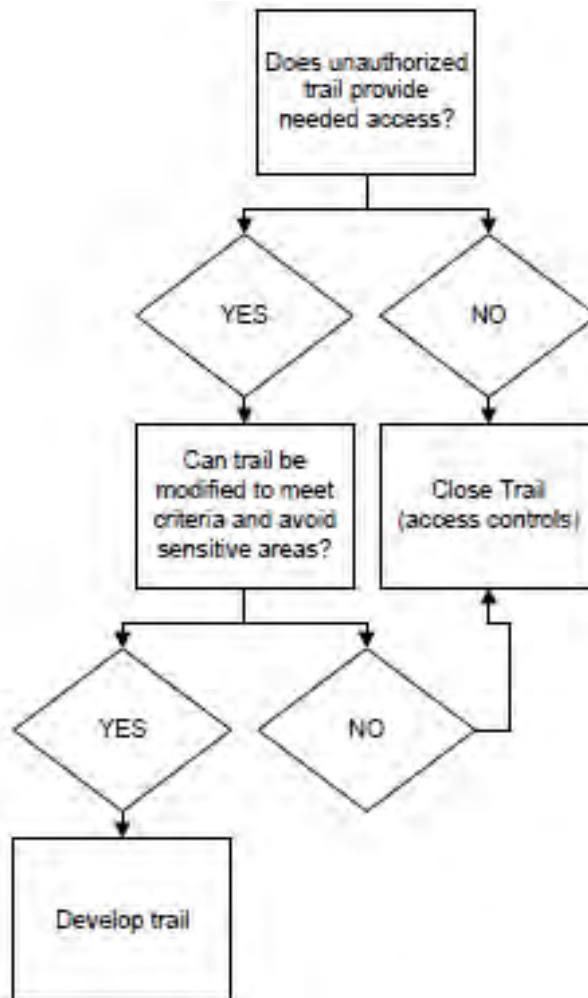 Does unauthorized
trail provide
needed access?
YES
NO
Can trail be
modified to meet
criteria and avoid
sensitive areas?
Close Trail
(access controls)
YES
NO
Develop trail